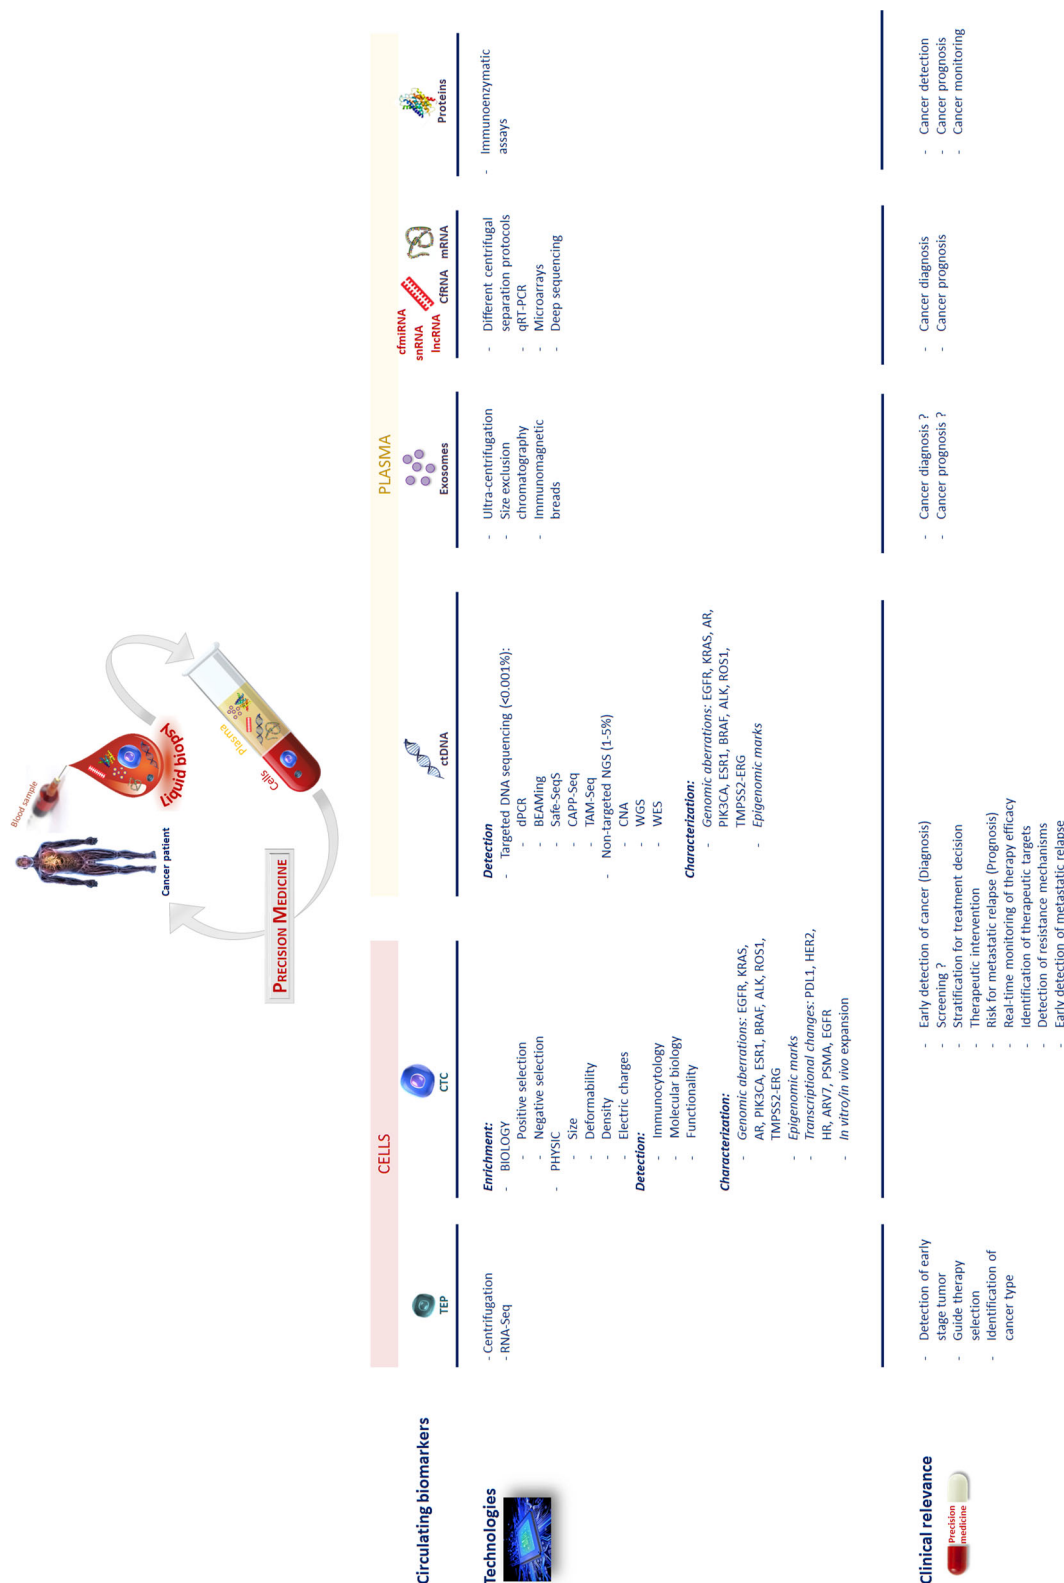 Blood sample
Cancer patient
Liquid biopsy
Plasma
Cells
PRECISION MEDICINE
CELLS
PLASMA
Circulating biomarkers
TEP
CTC
ctDNA
Exosomes
cfmiRNA
snRNA
lncRNA
CfRNA
mRNA
Proteins
Technologies
- Centrifugation
- RNA-Seq
Enrichment:
- BIOLOGY
- Positive selection
- Negative selection
- PHYSIC
- Size
- Deformability
- Density
- Electric charges
Detection:
- Immunocytology
- Molecular biology
- Functionality
Characterization:
- Genomic aberrations: EGFR, KRAS,
AR, PIK3CA, ESR1, BRAF, ALK, ROS1,
TMPSS2-ERG
- Epigenomic marks
- Transcriptional changes: PDL1, HER2,
HR, ARV7, PSMA, EGFR
- In vitro/in vivo expansion
Detection
- Targeted DNA sequencing (<0.001%):
- dPCR
- BEAMing
- Safe-SeqS
- CAPP-Seq
- TAM-Seq
- Non-targeted NGS (1-5%)
- CNA
- WGS
- WES
Characterization:
- Genomic aberrations: EGFR, KRAS, AR,
PIK3CA, ESR1, BRAF, ALK, ROS1,
TMPSS2-ERG
- Epigenomic marks
- Ultra-centrifugation
- Size exclusion
chromatography
- Immunomagnetic
breads
- Different centrifugal
separation protocols
- qRT-PCR
- Microarrays
- Deep sequencing
- Immunoenzymatic
assays
Clinical relevance
Precision
medicine
- Detection of early
stage tumor
- Guide therapy
selection
- Identification of
cancer type
- Early detection of cancer (Diagnosis)
- Screening ?
- Stratification for treatment decision
- Therapeutic intervention
- Risk for metastatic relapse (Prognosis)
- Real-time monitoring of therapy efficacy
- Identification of therapeutic targets
- Detection of resistance mechanisms
- Early detection of metastatic relapse
- Cancer diagnosis ?
- Cancer prognosis ?
- Cancer diagnosis
- Cancer prognosis
- Cancer detection
- Cancer prognosis
- Cancer monitoring